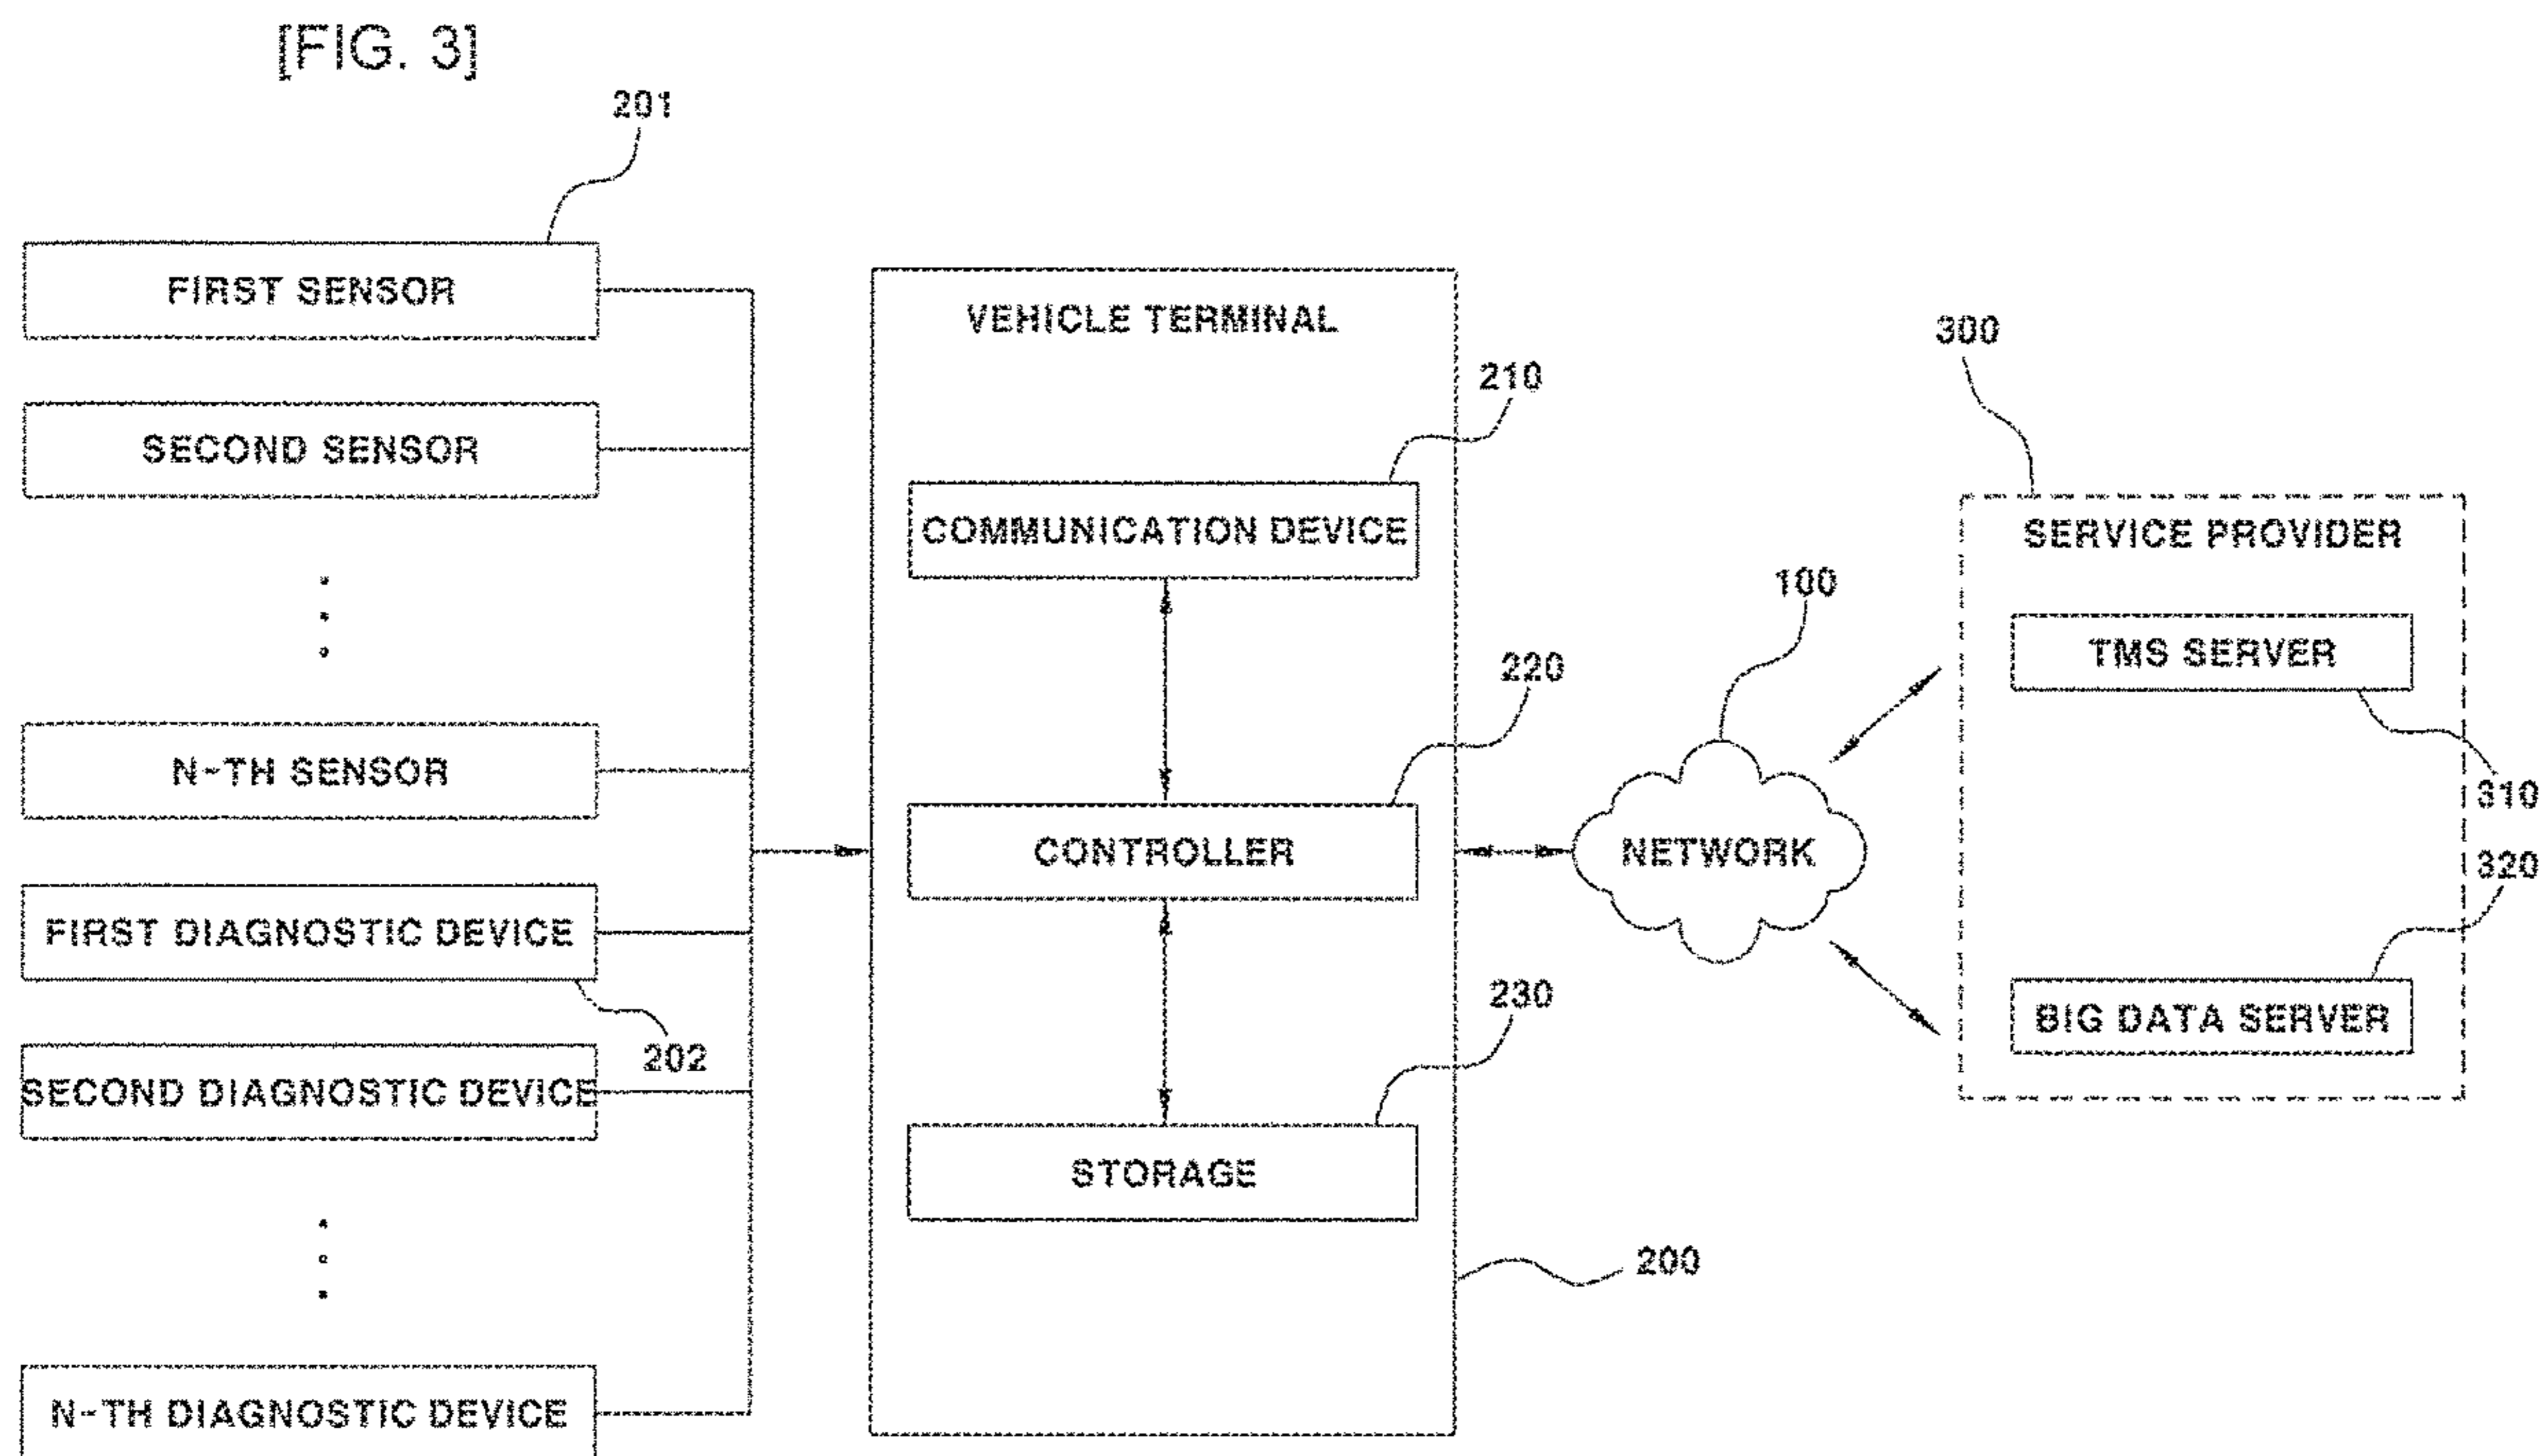 [FIG. 3]
201
FIRST SENSOR
SECOND SENSOR
N-TH SENSOR
FIRST DIAGNOSTIC DEVICE
202
SECOND DIAGNOSTIC DEVICE
N-TH DIAGNOSTIC DEVICE
VEHICLE TERMINAL
210
COMMUNICATION DEVICE
220
CONTROLLER
230
STORAGE
200
100
NETWORK
300
SERVICE PROVIDER
TMS SERVER
310
320
BIG DATA SERVER